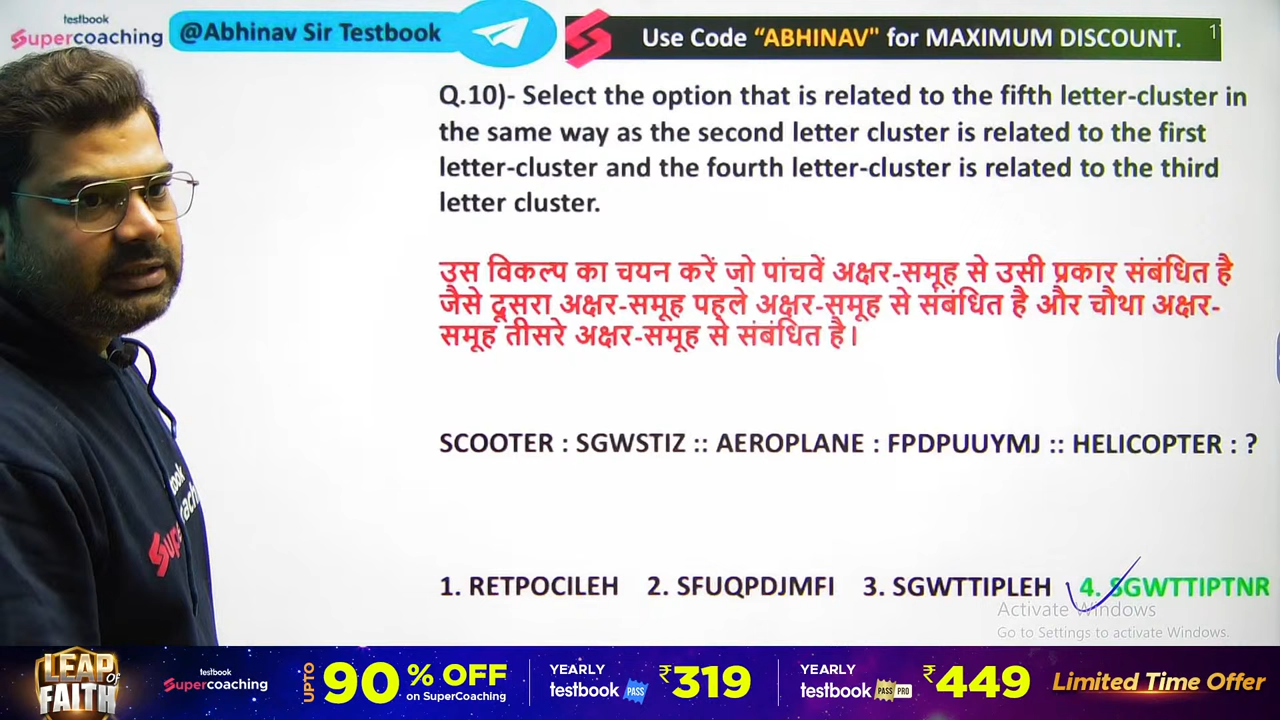 testbook
Supercoaching
@Abhinav Sir Testbook
Use Code “ABHINAV" for MAXIMUM DISCOUNT.
Q.10)- Select the option that is related to the fifth letter-cluster in
the same way as the second letter cluster is related to the first
letter-cluster and the fourth letter-cluster is related to the third
letter cluster.
उस विकल्प का चयन करें जो पांचवें अक्षर-समूह से उसी प्रकार संबंधित है
जैसे दूसरा अक्षर-समूह पहले अक्षर-समूह से संबंधित है और चौथा अक्षर-
समूह तीसरे अक्षर-समूह से संबंधित है।
SCOOTER : SGWSTIZ :: AEROPLANE : FPDPUUYMJ :: HELICOPTER : ?
1. RETPOCILEH 2. SFUQPDJMFI 3. SGWTTIPLEH 4. SGWTTIPTNR
Activate Windows
Go to Settings to activate Windows.
LEAP
OF
FAITH
testbook
Supercoaching
UPTO 90% OFF
on SuperCoaching
YEARLY
testbook PASS
₹319
YEARLY
testbook PASS PRO
₹449
Limited Time Offer